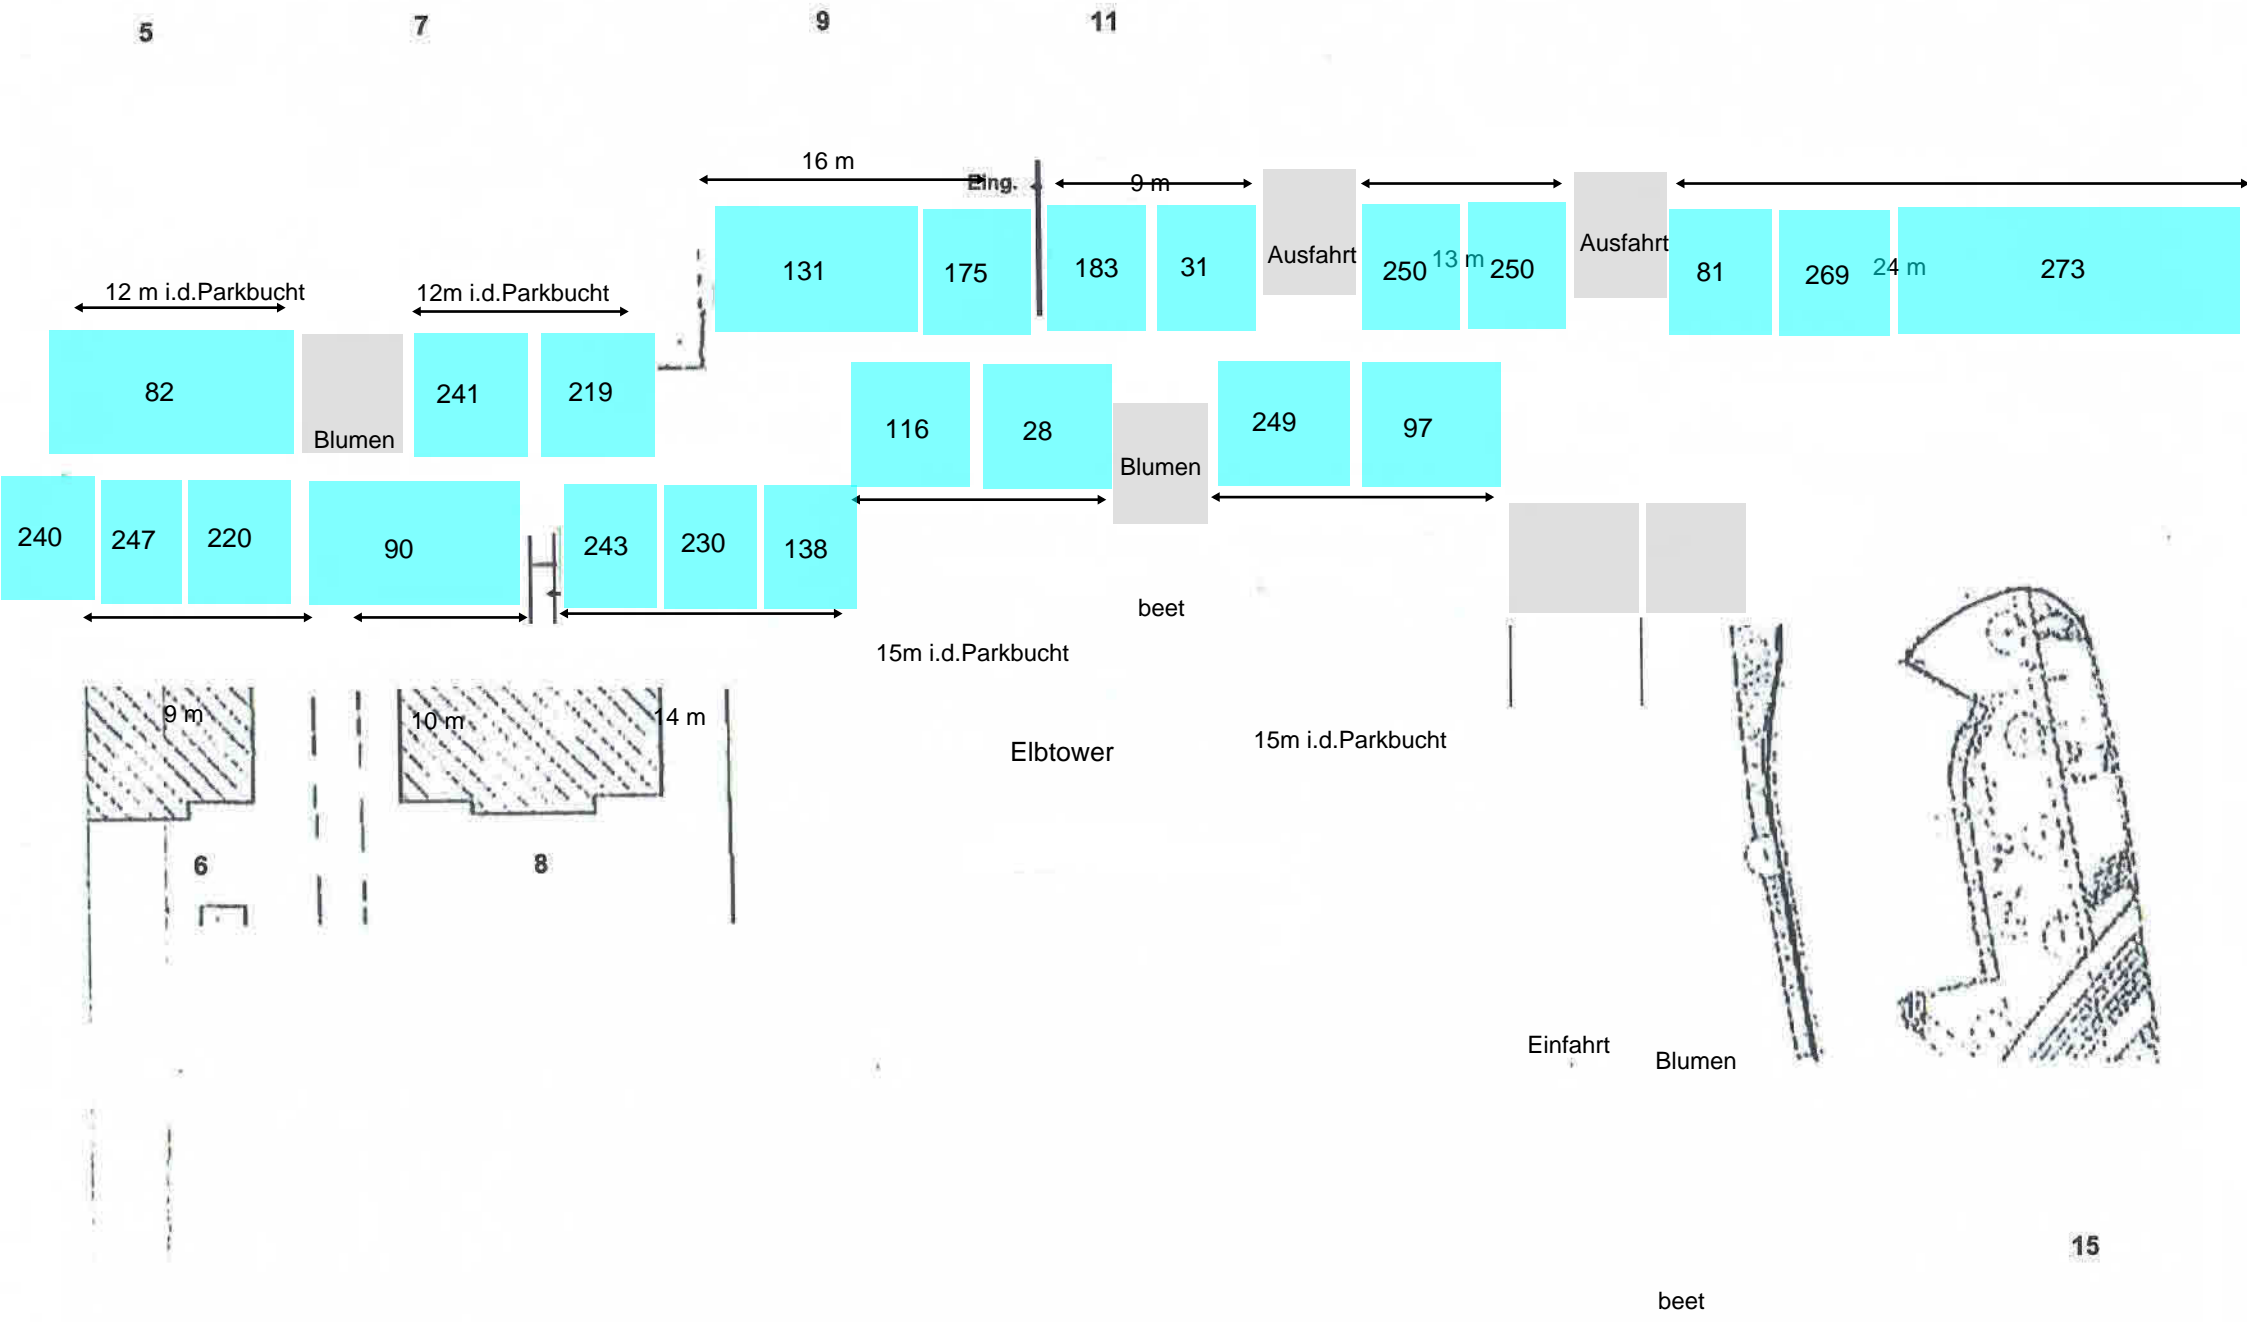 5
7
9
11
16 m
Eing.
9 m
131
175
183
31
Ausfahrt
250
13 m
250
Ausfahrt
81
269
24 m
273
12 m i.d.Parkbucht
12m i.d.Parkbucht
82
Blumen
241
219
116
28
Blumen
249
97
240
247
220
90
243
230
138
beet
15m i.d.Parkbucht
9 m
10 m
14 m
Elbtower
15m i.d.Parkbucht
6
8
Einfahrt
Blumen
15
beet